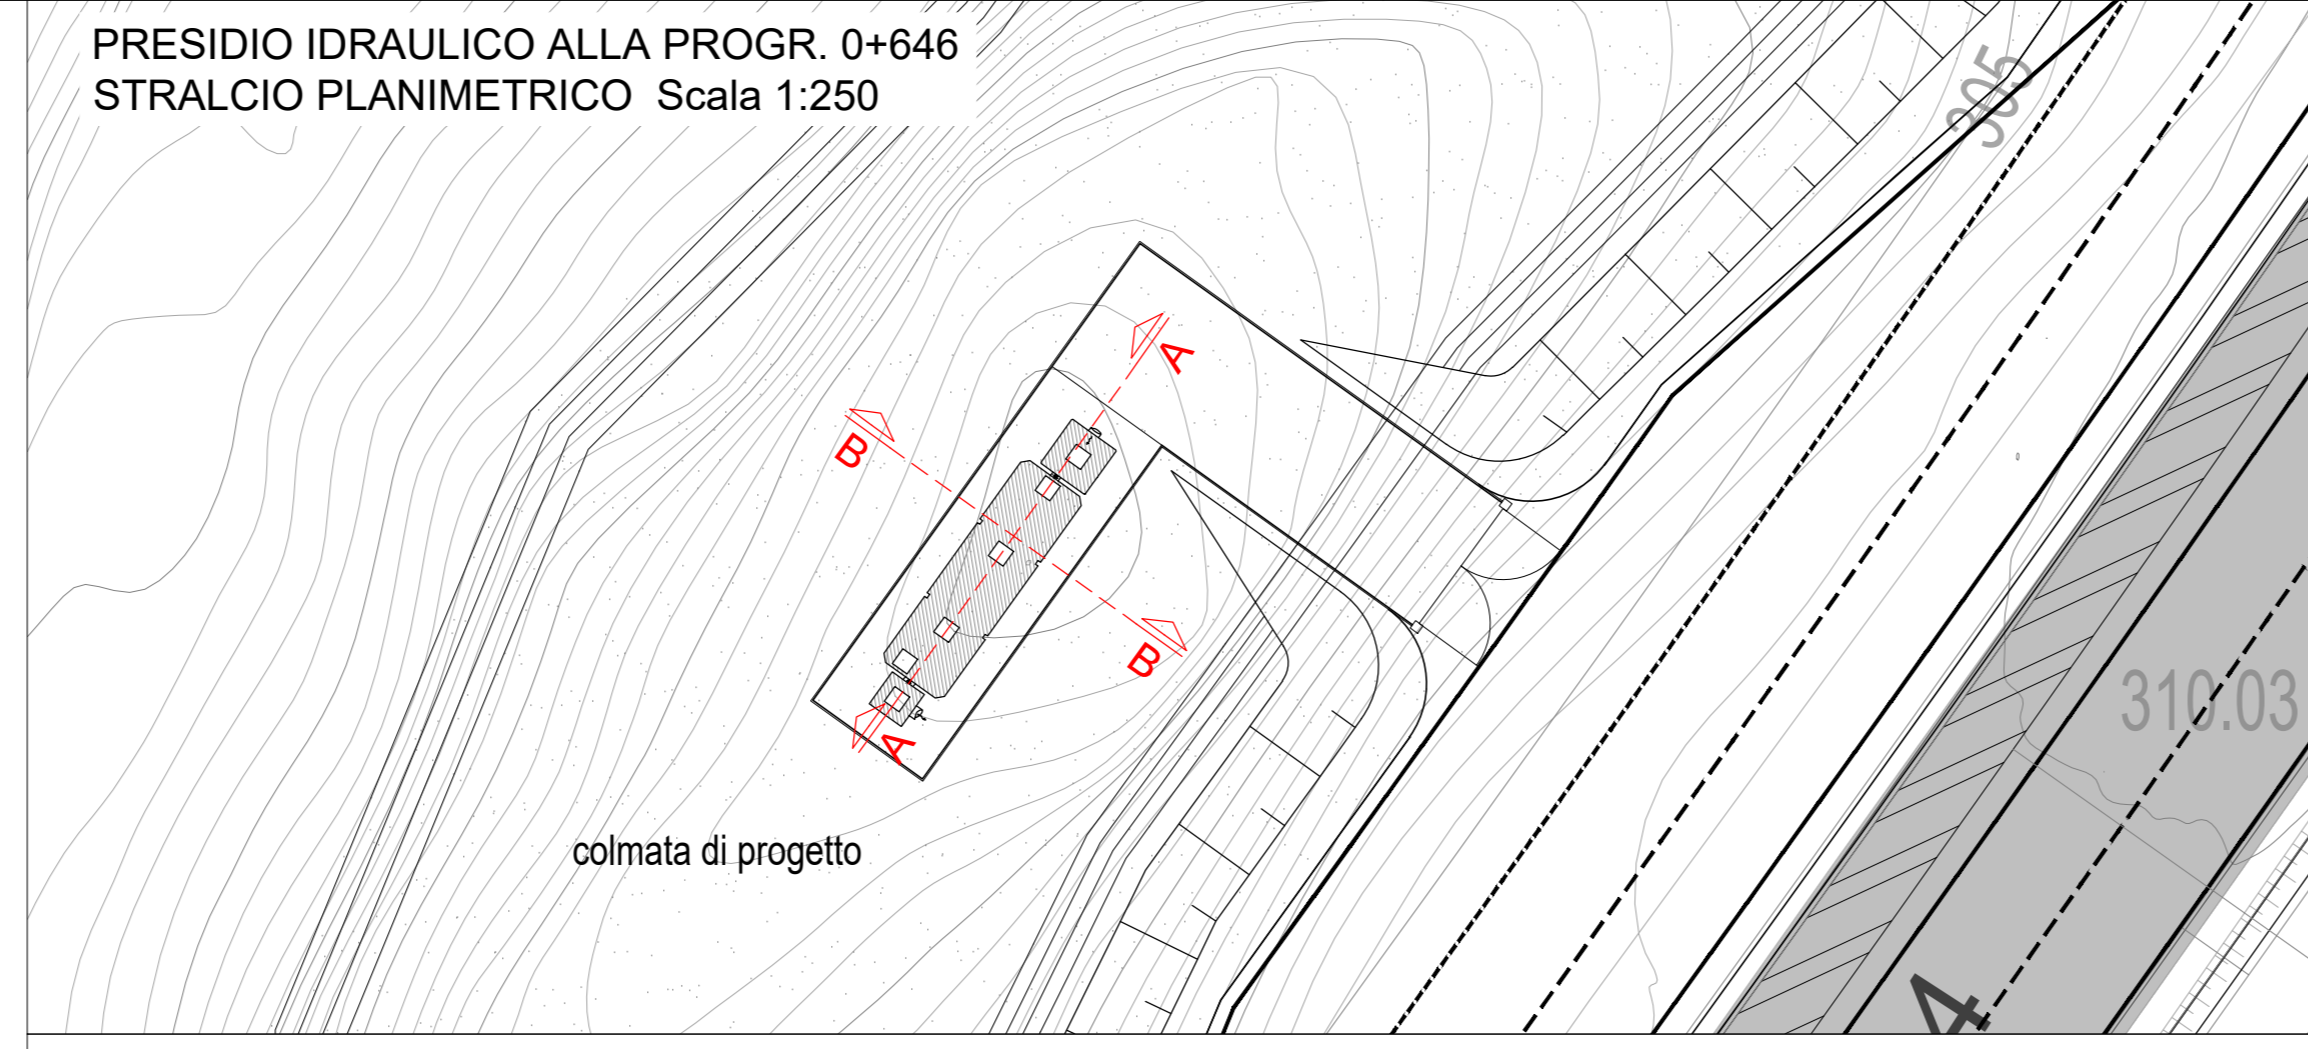 PRESIDIO IDRAULICO ALLA PROGR. 0+646
STRALCIO PLANIMETRICO Scala 1:250
305
A
B
B
310.03
A
colmata di progetto
4